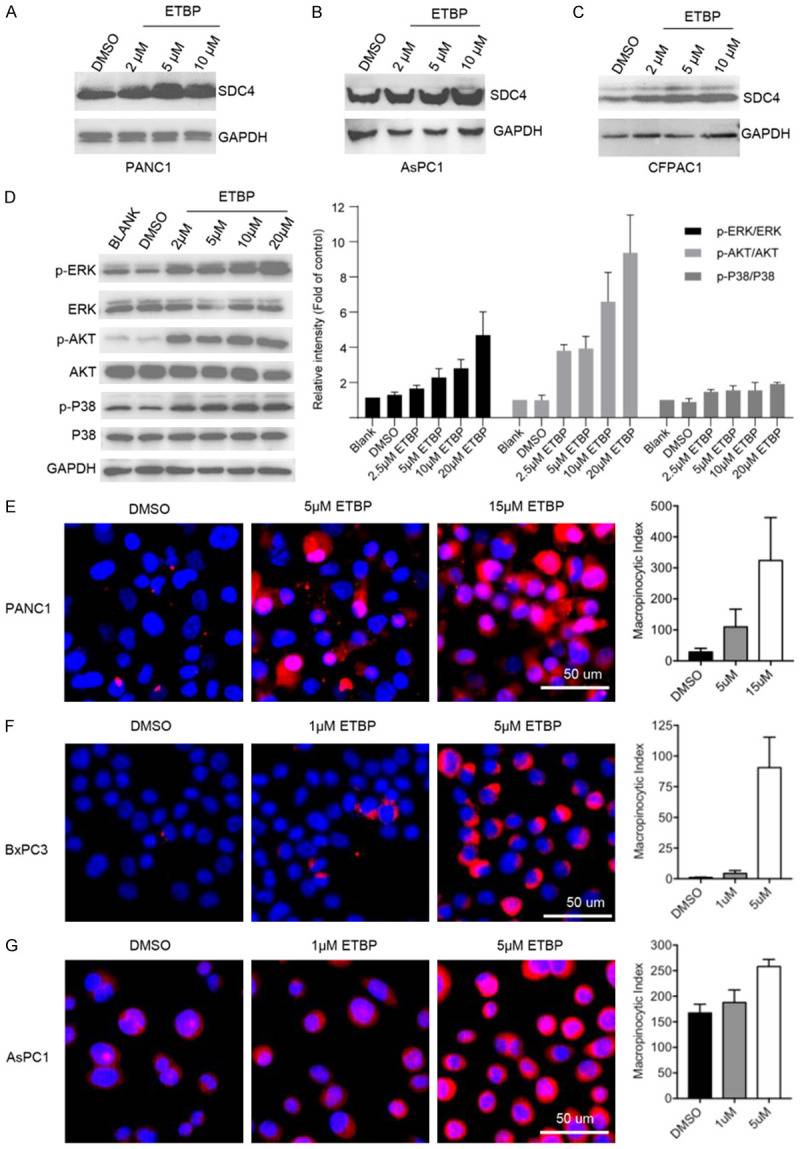 A
ETBP
DMSO
2 µM
5 µM
10 µM
SDC4
GAPDH
PANC1
B
ETBP
DMSO
2 µM
5 µM
10 µM
SDC4
GAPDH
AsPC1
C
ETBP
DMSO
2 µM
5 µM
10 µM
SDC4
GAPDH
CFPAC1
D
ETBP
BLANK
DMSO
2µM
5µM
10µM
20µM
p-ERK
ERK
p-AKT
AKT
p-P38
P38
GAPDH
Relative intensity (Fold of control)
12
10
8
6
4
2
p-ERK/ERK
p-AKT/AKT
p-P38/P38
Blank
DMSO
2.5µM ETBP
5µM ETBP
10µM ETBP
20µM ETBP
Blank
DMSO
2.5µM ETBP
5µM ETBP
10µM ETBP
20µM ETBP
Blank
DMSO
2.5µM ETBP
5µM ETBP
10µM ETBP
20µM ETBP
E
DMSO
5µM ETBP
15µM ETBP
PANC1
50 um
Macropinocytic Index
500
400
300
200
100
0
DMSO
5uM
15uM
F
DMSO
1µM ETBP
5µM ETBP
BxPC3
50 um
Macropinocytic Index
125
100
75
50
25
0
DMSO
1uM
5uM
G
DMSO
1µM ETBP
5µM ETBP
AsPC1
50 um
Macropinocytic Index
300
250
200
150
100
50
0
DMSO
1uM
5uM